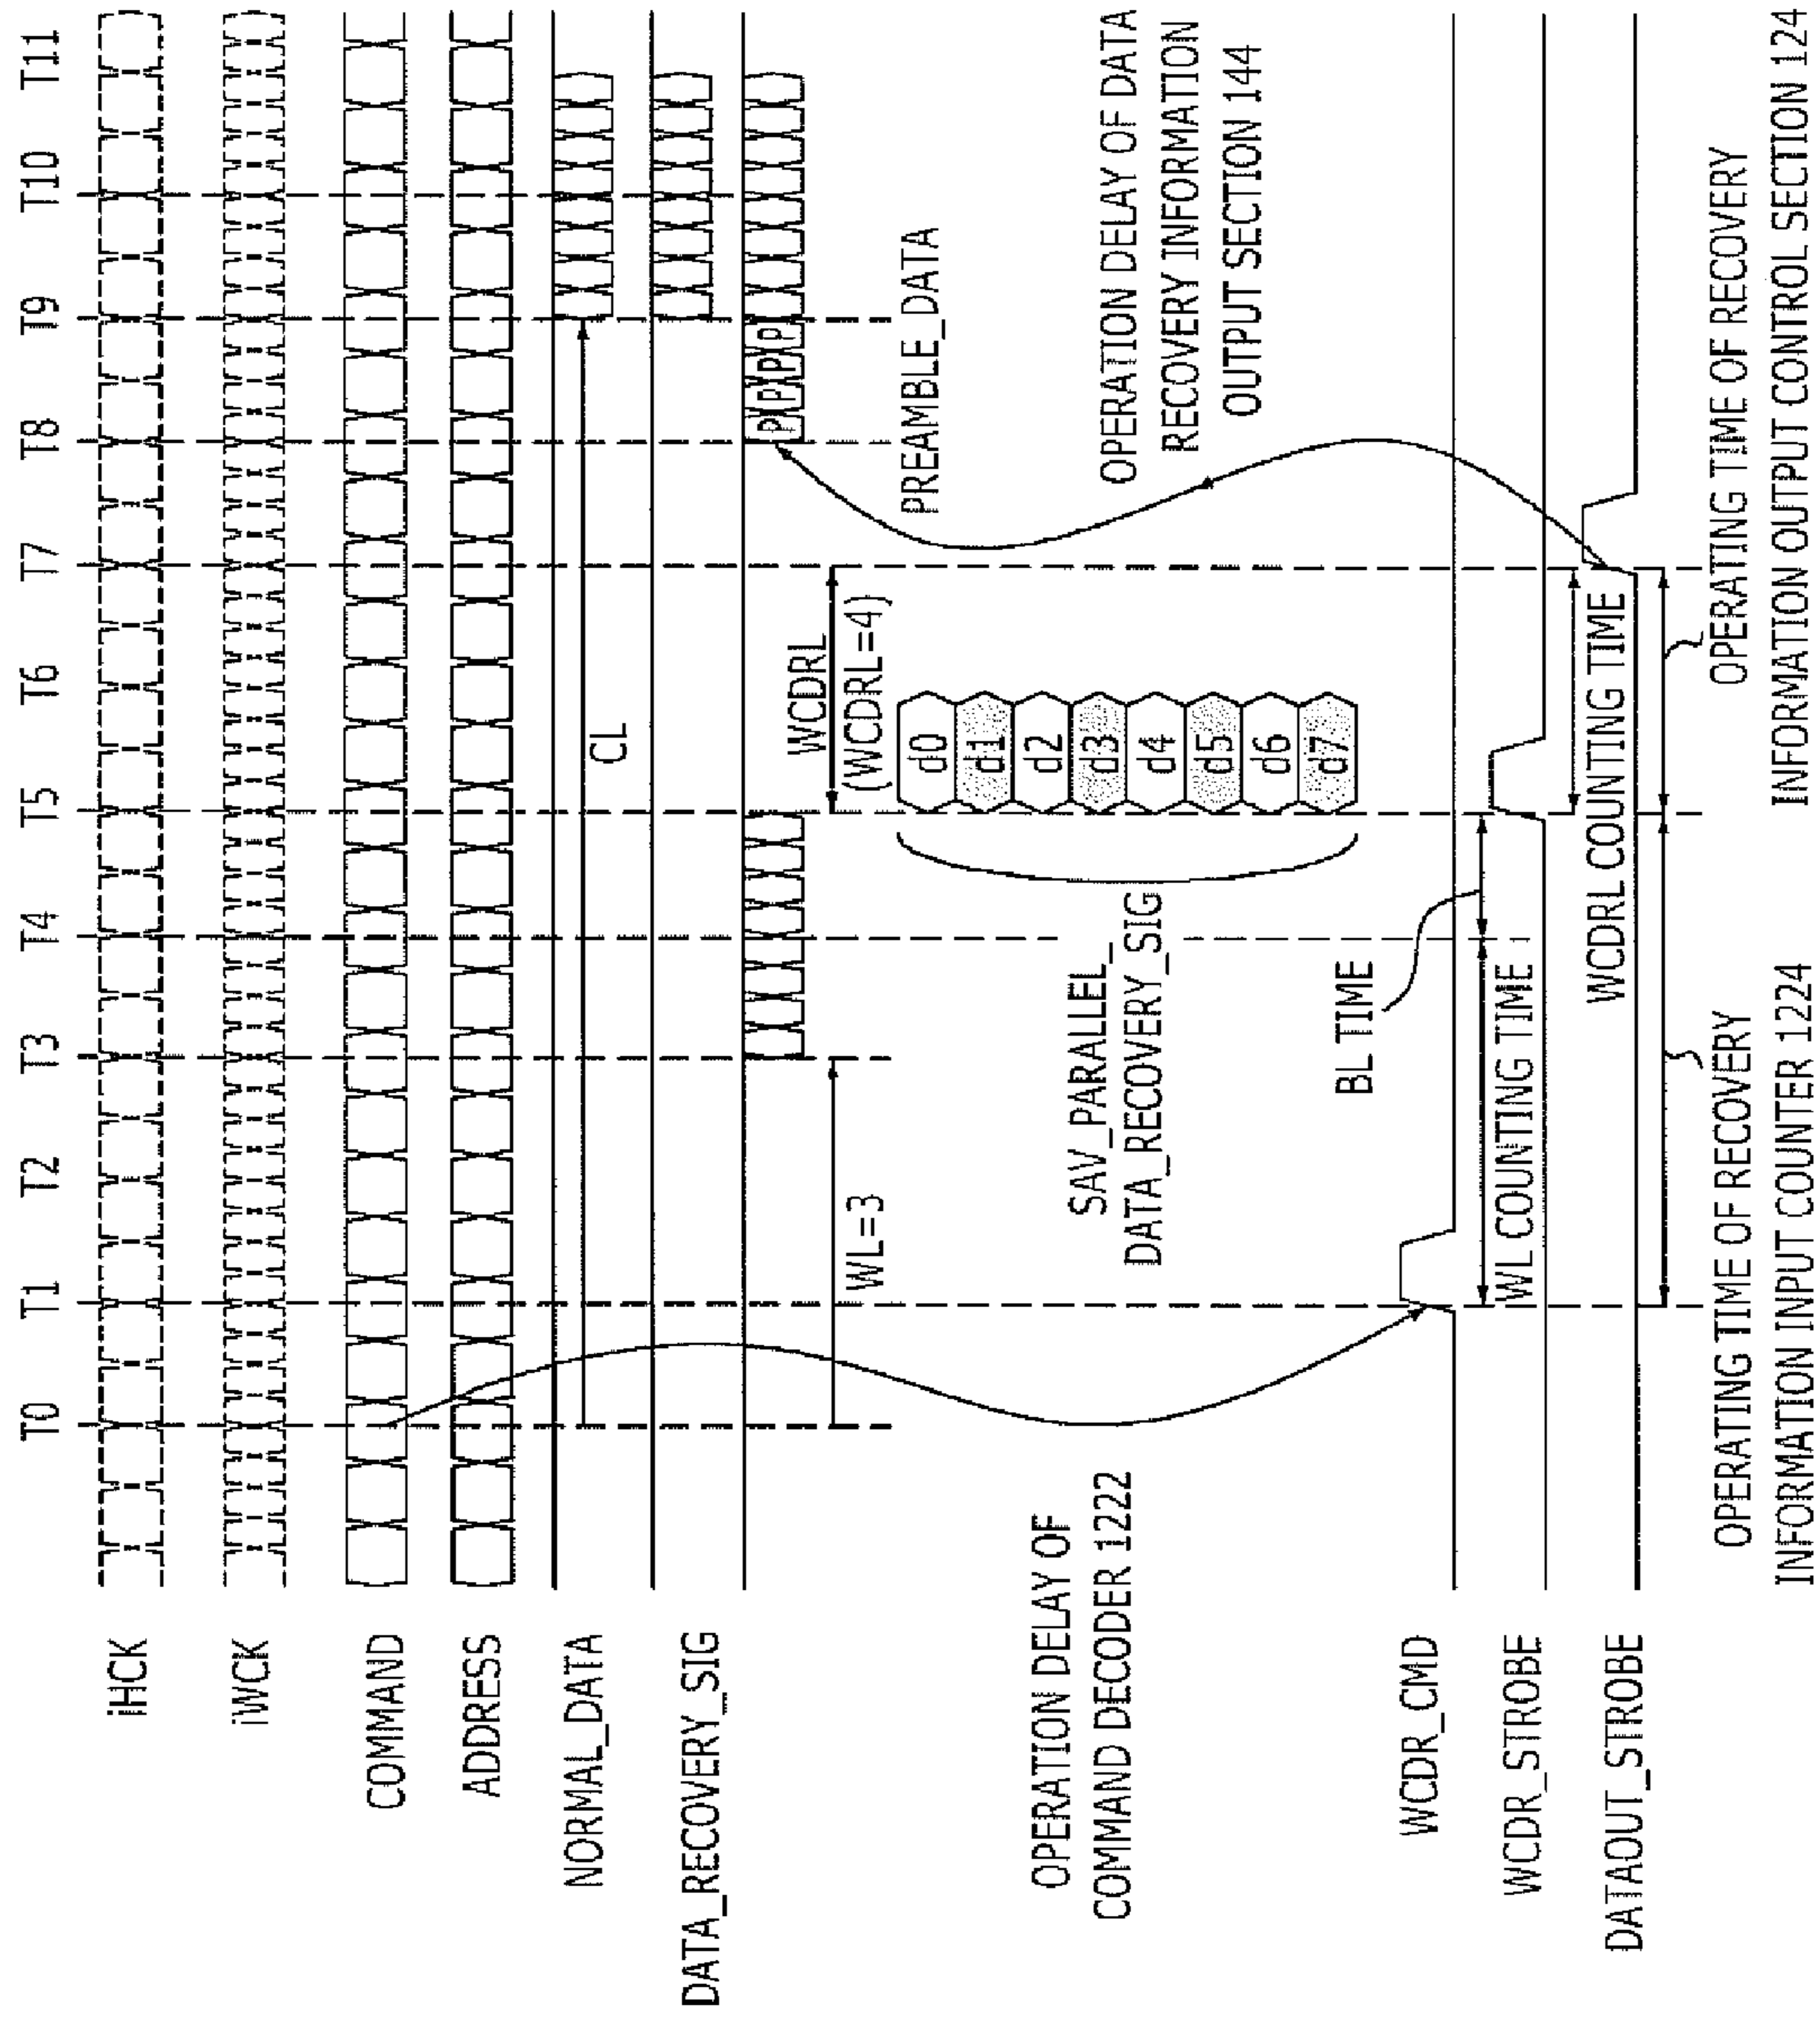 T0 T1 T2 T3 T4 T5 T6 T7 T8 T9 T10 T11
iHCK
iWCK
COMMAND
ADDRESS
NORMAL_DATA
CL
DATA_RECOVERY_SIG
P P P P
WL=3
WCDRL
(WCDRL=4)
PREAMBLE_DATA
d0
d1
d2
d3
d4
d5
d6
d7
SAV_PARALLEL_
DATA_RECOVERY_SIG
OPERATION DELAY OF
COMMAND DECODER 1222
OPERATION DELAY OF DATA
RECOVERY INFORMATION
OUTPUT SECTION 144
BL TIME
WCDR_CMD
WL COUNTING TIME
WCDR_STROBE
WCDRL COUNTING TIME
DATAOUT_STROBE
OPERATING TIME OF RECOVERY
INFORMATION INPUT COUNTER 1224
OPERATING TIME OF RECOVERY
INFORMATION OUTPUT CONTROL SECTION 124